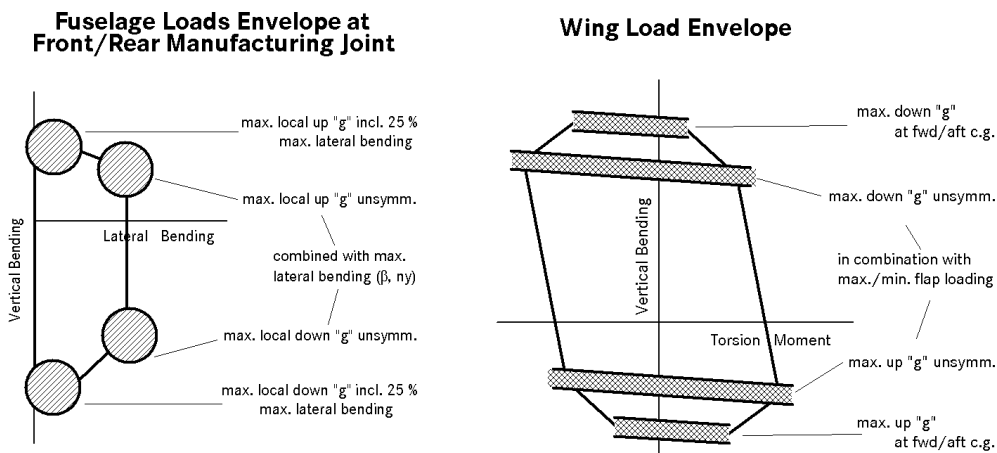 Fuselage Loads Envelope at
Front/Rear Manufacturing Joint
max. local up "g" incl. 25 %
max. lateral bending
max. local up "g" unsymm.
Lateral Bending
Vertical Bending
combined with max.
lateral bending (β, ny)
max. local down "g" unsymm.
max. local down "g" incl. 25 %
max. lateral bending
Wing Load Envelope
max. down "g"
at fwd/aft c.g.
max. down "g" unsymm.
Vertical Bending
in combination with
max./min. flap loading
Torsion Moment
max. up "g" unsymm.
max. up "g"
at fwd/aft c.g.